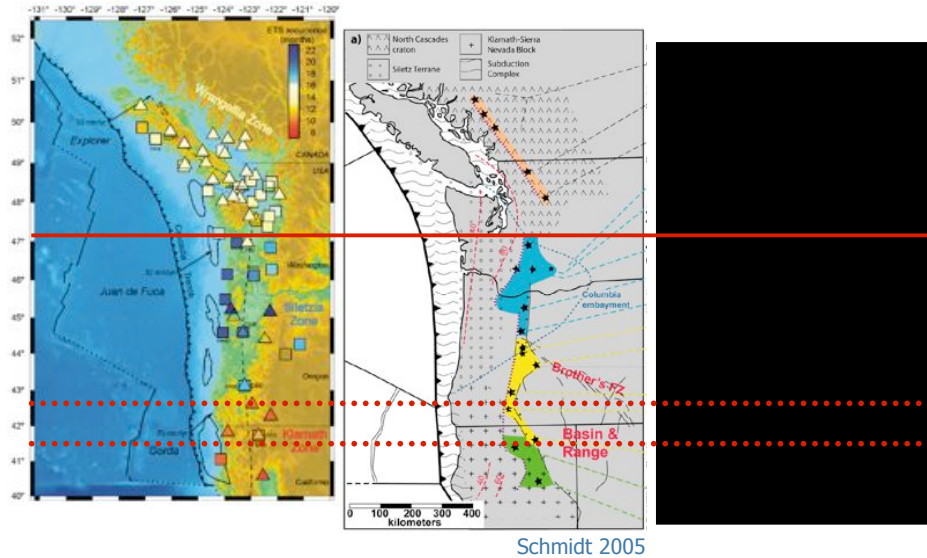 -131° -130° -129° -128° -127° -126° -125° -124° -123° -122° -121° -120°
52°
51°
50°
49°
48°
47°
46°
45°
44°
43°
42°
41°
40°
ETS recurrence
(months)
22
20
18
16
14
12
10
8
6
Wrangellia Zone
Explorer
CANADA
USA
Washington
Juan de Fuca
Siletzia
Zone
Oregon
Klamath
Zone
Gorda
California
a)
North Cascades
craton
Klamath-Sierra
Nevada Block
Siletz Terrane
Subduction
Complex
Columbia
embayment
Brother's FZ
Basin &
Range
0 100 200 300 400
kilometers
Schmidt 2005